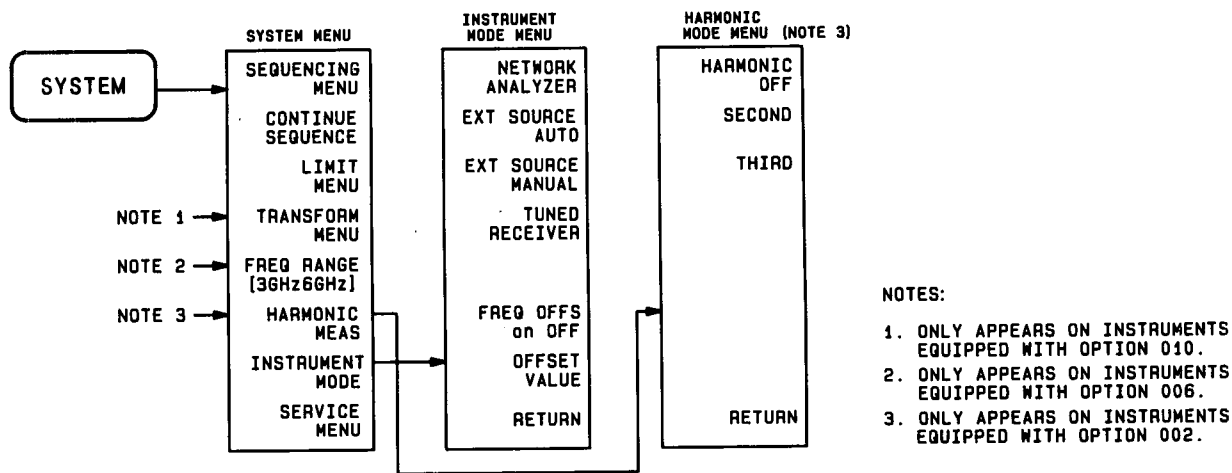 SYSTEM
SYSTEM MENU
SEQUENCING
MENU
CONTINUE
SEQUENCE
LIMIT
MENU
NOTE 1
TRANSFORM
MENU
NOTE 2
FREQ RANGE
[3GHz6GHz]
NOTE 3
HARMONIC
MEAS
INSTRUMENT
MODE
SERVICE
MENU
INSTRUMENT
MODE MENU
NETWORK
ANALYZER
EXT SOURCE
AUTO
EXT SOURCE
MANUAL
TUNED
RECEIVER
FREQ OFFS
on OFF
OFFSET
VALUE
RETURN
HARMONIC
MODE MENU (NOTE 3)
HARMONIC
OFF
SECOND
THIRD
RETURN
NOTES:
1. ONLY APPEARS ON INSTRUMENTS
EQUIPPED WITH OPTION 010.
2. ONLY APPEARS ON INSTRUMENTS
EQUIPPED WITH OPTION 006.
3. ONLY APPEARS ON INSTRUMENTS
EQUIPPED WITH OPTION 002.